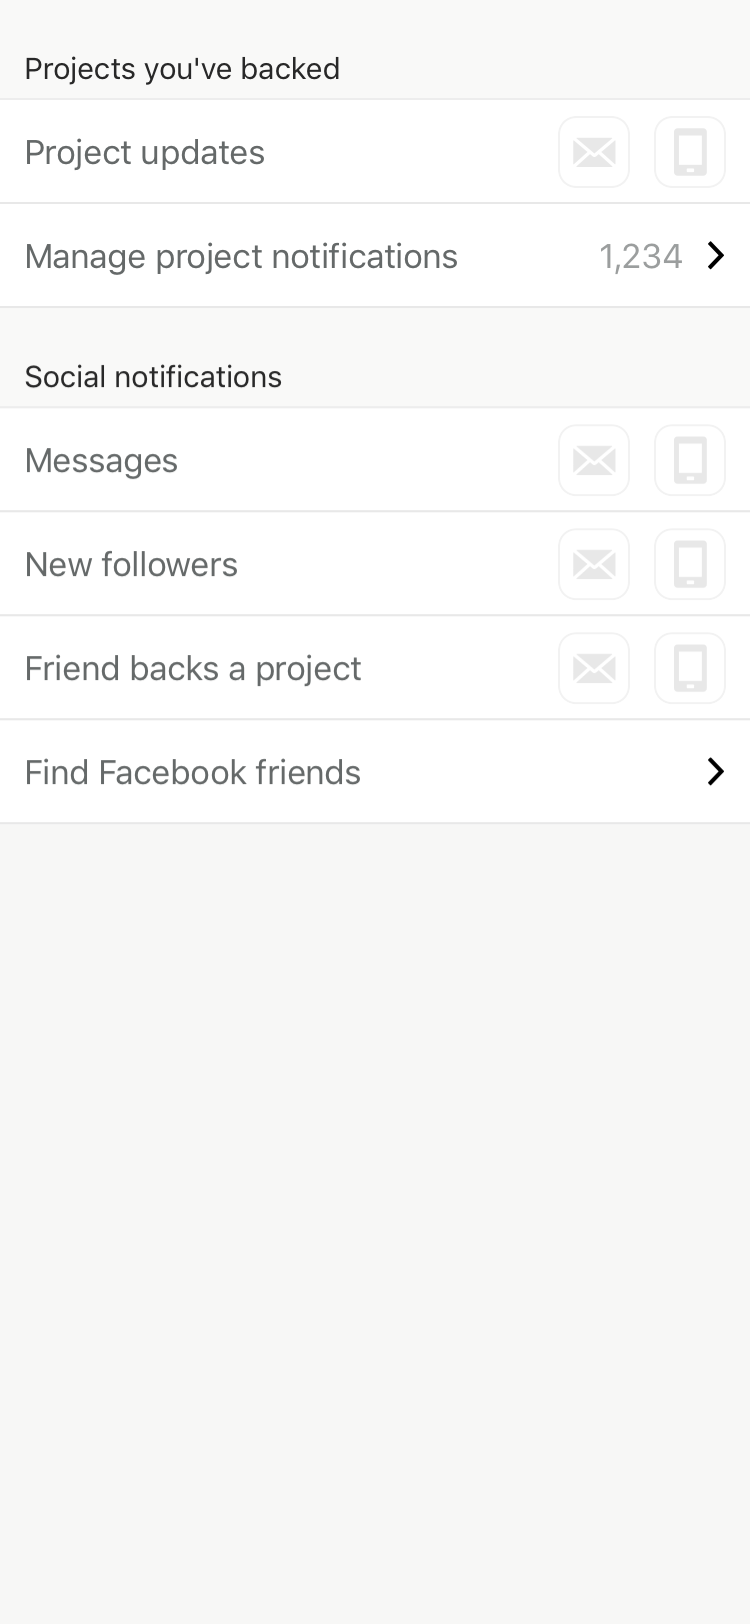 Projects you've backed
Project updates
Manage project notifications 1,234
Social notifications
Messages
New followers
Friend backs a project
Find Facebook friends